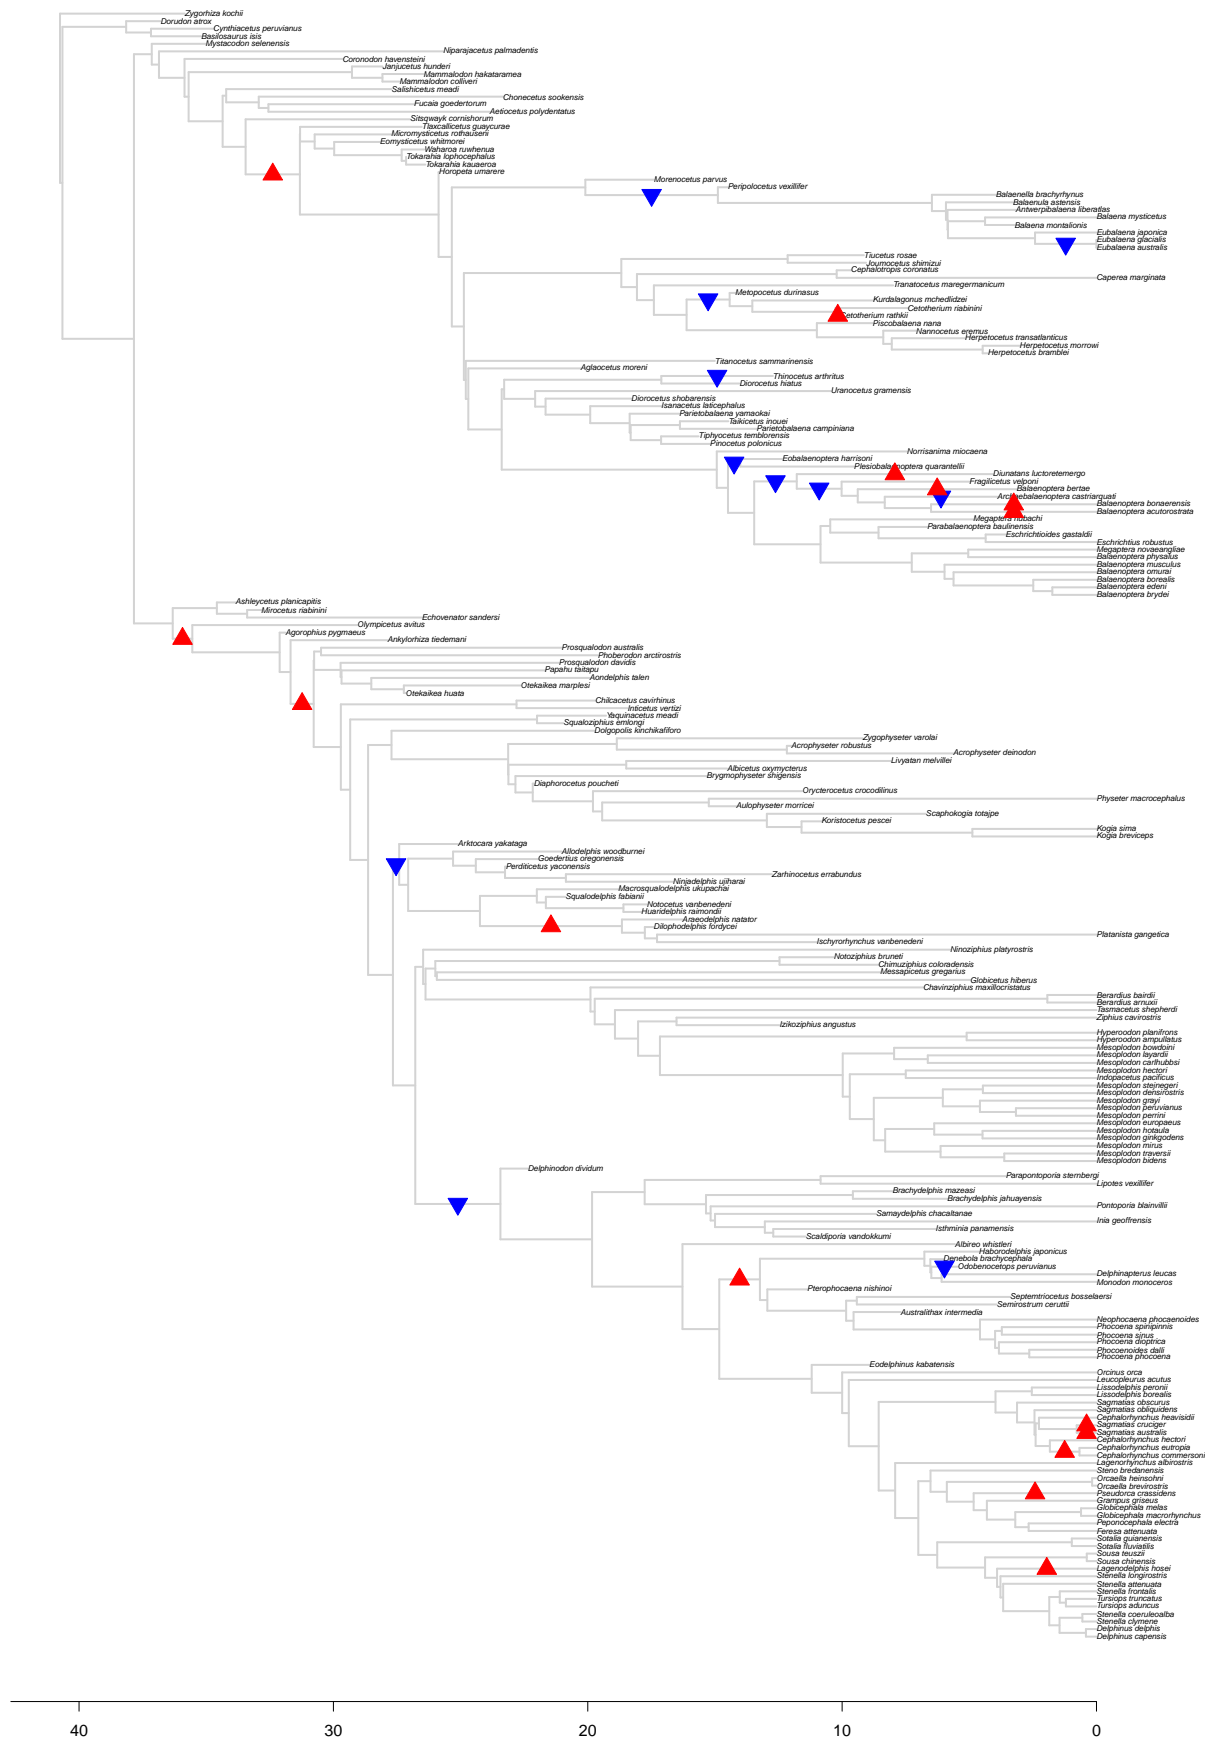 Zygorhiza kochii
Dorudon atrox
Cynthiacetus peruvianus
Basilosaurus isis
Mystacodon selenensis
Niparajacetus palmadentis
Coronodon havensteini
Janjucetus hunderi
Mammalodon hakataramea
Mammalodon colliveri
Salishicetus meadi
Chonecetus sookensis
Fucaia goedertorum
Aetiocetus polydentatus
Sitsqwayk cornishorum
Tlaxcallicetus guaycurae
Micromysticetus rothauseni
Eomysticetus whitmorei
Waharoa ruwhenua
Tokarahia lophocephalus
Tokarahia kauaeroa
Horopeta umarere
Morenocetus parvus
Peripolocetus vexillifer
Balaenella brachyrhynus
Balaenula astensis
Antwerpibalaena liberatlas
Balaena mysticetus
Balaena montalionis
Eubalaena japonica
Eubalaena glacialis
Eubalaena australis
Tiucetus rosae
Joumocetus shimizui
Cephalotropis coronatus
Caperea marginata
Tranatocetus maregermanicum
Metopocetus durinasus
Kurdalagonus mchedlidzei
Cetotherium riabinini
Cetotherium rathkii
Piscobalaena nana
Nannocetus eremus
Herpetocetus transatlanticus
Herpetocetus morrowi
Herpetocetus bramblei
Titanocetus sammarinensis
Aglaocetus moreni
Thinocetus arthritus
Diorocetus hiatus
Uranocetus gramensis
Diorocetus shobarensis
Isanacetus laticephalus
Parietobalaena yamaokai
Taikicetus inouei
Parietobalaena campiniana
Tiphyocetus temblorensis
Pinocetus polonicus
Norrisanima miocaena
Eobalaenoptera harrisoni
Plesiobalaenoptera quarantellii
Diunatans luctoretemergo
Fragilicetus velponi
Balaenoptera bertae
Archaebalaenoptera castriarquati
Balaenoptera bonaerensis
Balaenoptera acutorostrata
Megaptera hubachi
Parabalaenoptera baulinensis
Eschrichtioides gastaldii
Eschrichtius robustus
Megaptera novaeangliae
Balaenoptera physalus
Balaenoptera musculus
Balaenoptera omurai
Balaenoptera borealis
Balaenoptera edeni
Balaenoptera brydei
Ashleycetus planicapitis
Mirocetus riabinini
Echovenator sandersi
Olympicetus avitus
Agorophius pygmaeus
Ankylorhiza tiedemani
Prosqualodon australis
Phoberodon arctirostris
Prosqualodon davidis
Papahu taitapu
Aondelphis talen
Otekaikea marplesi
Otekaikea huata
Chilcacetus cavirhinus
Inticetus vertizi
Yaquinacetus meadi
Squaloziphius emlongi
Dolgopolis kinchikafiforo
Zygophyseter varolai
Acrophyseter robustus
Acrophyseter deinodon
Livyatan melvillei
Albicetus oxymycterus
Brygmophyseter shigensis
Diaphorocetus poucheti
Orycterocetus crocodilinus
Physeter macrocephalus
Aulophyseter morricei
Scaphokogia totajpe
Koristocetus pescei
Kogia sima
Kogia breviceps
Arktocara yakataga
Allodelphis woodburnei
Goedertius oregonensis
Perditicetus yaconensis
Zarhinocetus errabundus
Ninjadelphis ujiharai
Macrosqualodelphis ukupachai
Squalodelphis fabianii
Notocetus vanbenedeni
Huaridelphis raimondii
Araeodelphis natator
Dilophodelphis fordycei
Platanista gangetica
Ischyrorhynchus vanbenedeni
Ninoziphius platyrostris
Notoziphius bruneti
Chimuziphius coloradensis
Messapicetus gregarius
Globicetus hiberus
Chavinziphius maxillocristatus
Berardius bairdii
Berardius arnuxii
Tasmacetus shepherdi
Ziphius cavirostris
Izikoziphius angustus
Hyperoodon planifrons
Hyperoodon ampullatus
Mesoplodon bowdoini
Mesoplodon layardii
Mesoplodon carlhubbsi
Mesoplodon hectori
Indopacetus pacificus
Mesoplodon stejnegeri
Mesoplodon densirostris
Mesoplodon grayi
Mesoplodon peruvianus
Mesoplodon perrini
Mesoplodon europaeus
Mesoplodon hotaula
Mesoplodon ginkgodens
Mesoplodon mirus
Mesoplodon traversii
Mesoplodon bidens
Delphinodon dividum
Parapontoporia sternbergi
Lipotes vexillifer
Brachydelphis mazeasi
Brachydelphis jahuayensis
Pontoporia blainvillii
Samaydelphis chacaltanae
Inia geoffrensis
Isthminia panamensis
Scaldiporia vandokkumi
Albireo whistleri
Haborodelphis japonicus
Denebola brachycephala
Odobenocetops peruvianus
Delphinapterus leucas
Monodon monoceros
Pterophocaena nishinoi
Septemtriocetus bosselaersi
Semirostrum ceruttii
Australithax intermedia
Neophocaena phocaenoides
Phocoena spinipinnis
Phocoena sinus
Phocoena dioptrica
Phocoenoides dalli
Phocoena phocoena
Eodelphinus kabatensis
Orcinus orca
Leucopleurus acutus
Lissodelphis peronii
Lissodelphis borealis
Sagmatias obscurus
Sagmatias obliquidens
Cephalorhynchus heavisidii
Sagmatias cruciger
Sagmatias australis
Cephalorhynchus hectori
Cephalorhynchus eutropia
Cephalorhynchus commersoni
Lagenorhynchus albirostris
Steno bredanensis
Orcaella heinsohni
Orcaella brevirostris
Pseudorca crassidens
Grampus griseus
Globicephala melas
Globicephala macrorhynchus
Peponocephala electra
Feresa attenuata
Sotalia guianensis
Sotalia fluviatilis
Sousa teuszii
Sousa chinensis
Lagenodelphis hosei
Stenella longirostris
Stenella attenuata
Stenella frontalis
Tursiops truncatus
Tursiops aduncus
Stenella coeruleoalba
Stenella clymene
Delphinus delphis
Delphinus capensis
40 30 20 10 0